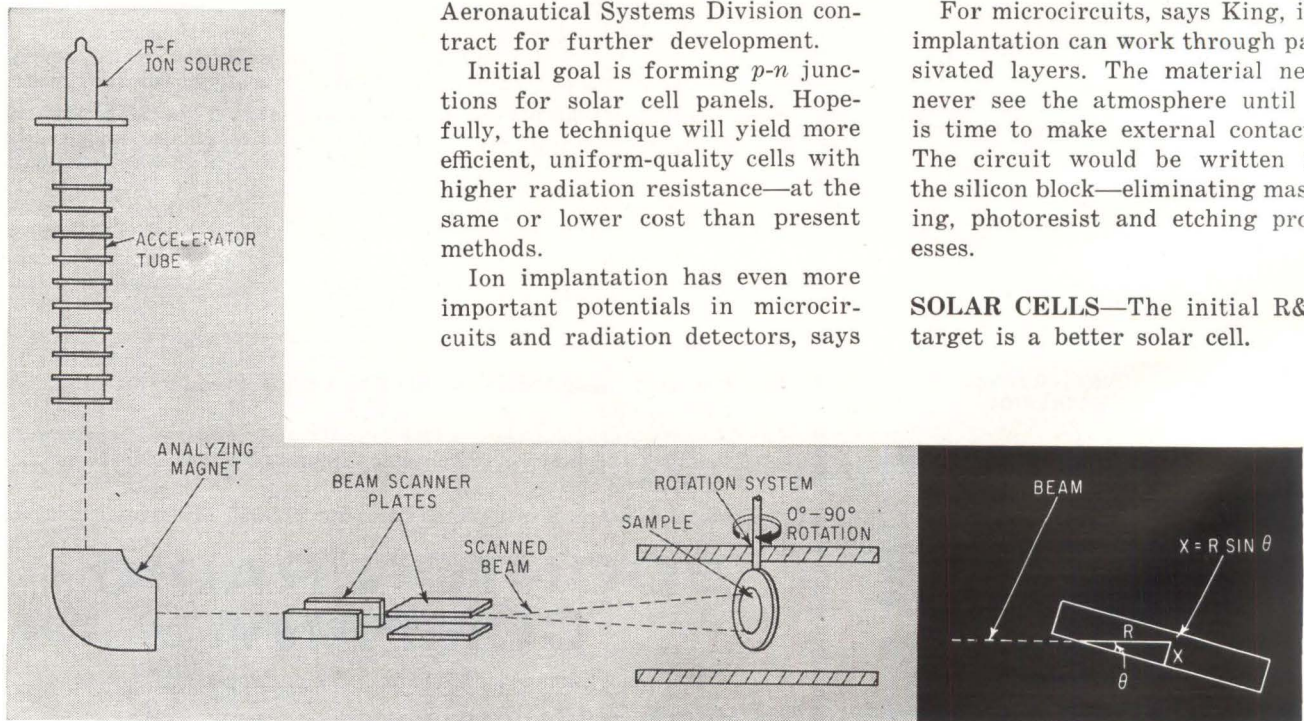 Aeronautical Systems Division con-
tract for further development.
Initial goal is forming p-n junc-
tions for solar cell panels. Hope-
fully, the technique will yield more
efficient, uniform-quality cells with
higher radiation resistance—at the
same or lower cost than present
methods.
Ion implantation has even more
important potentials in microcir-
cuits and radiation detectors, says
For microcircuits, says King, i
implantation can work through pa
sivated layers. The material ne
never see the atmosphere until
is time to make external contac
The circuit would be written
the silicon block—eliminating mas
ing, photoresist and etching pro
esses.
SOLAR CELLS—The initial R&
target is a better solar cell.
R-F
ION SOURCE
ACCELERATOR
TUBE
ANALYZING
MAGNET
BEAM SCANNER
PLATES
SCANNED
BEAM
ROTATION SYSTEM
SAMPLE
0°-90°
ROTATION
BEAM
X = R SIN θ
R
X
θ